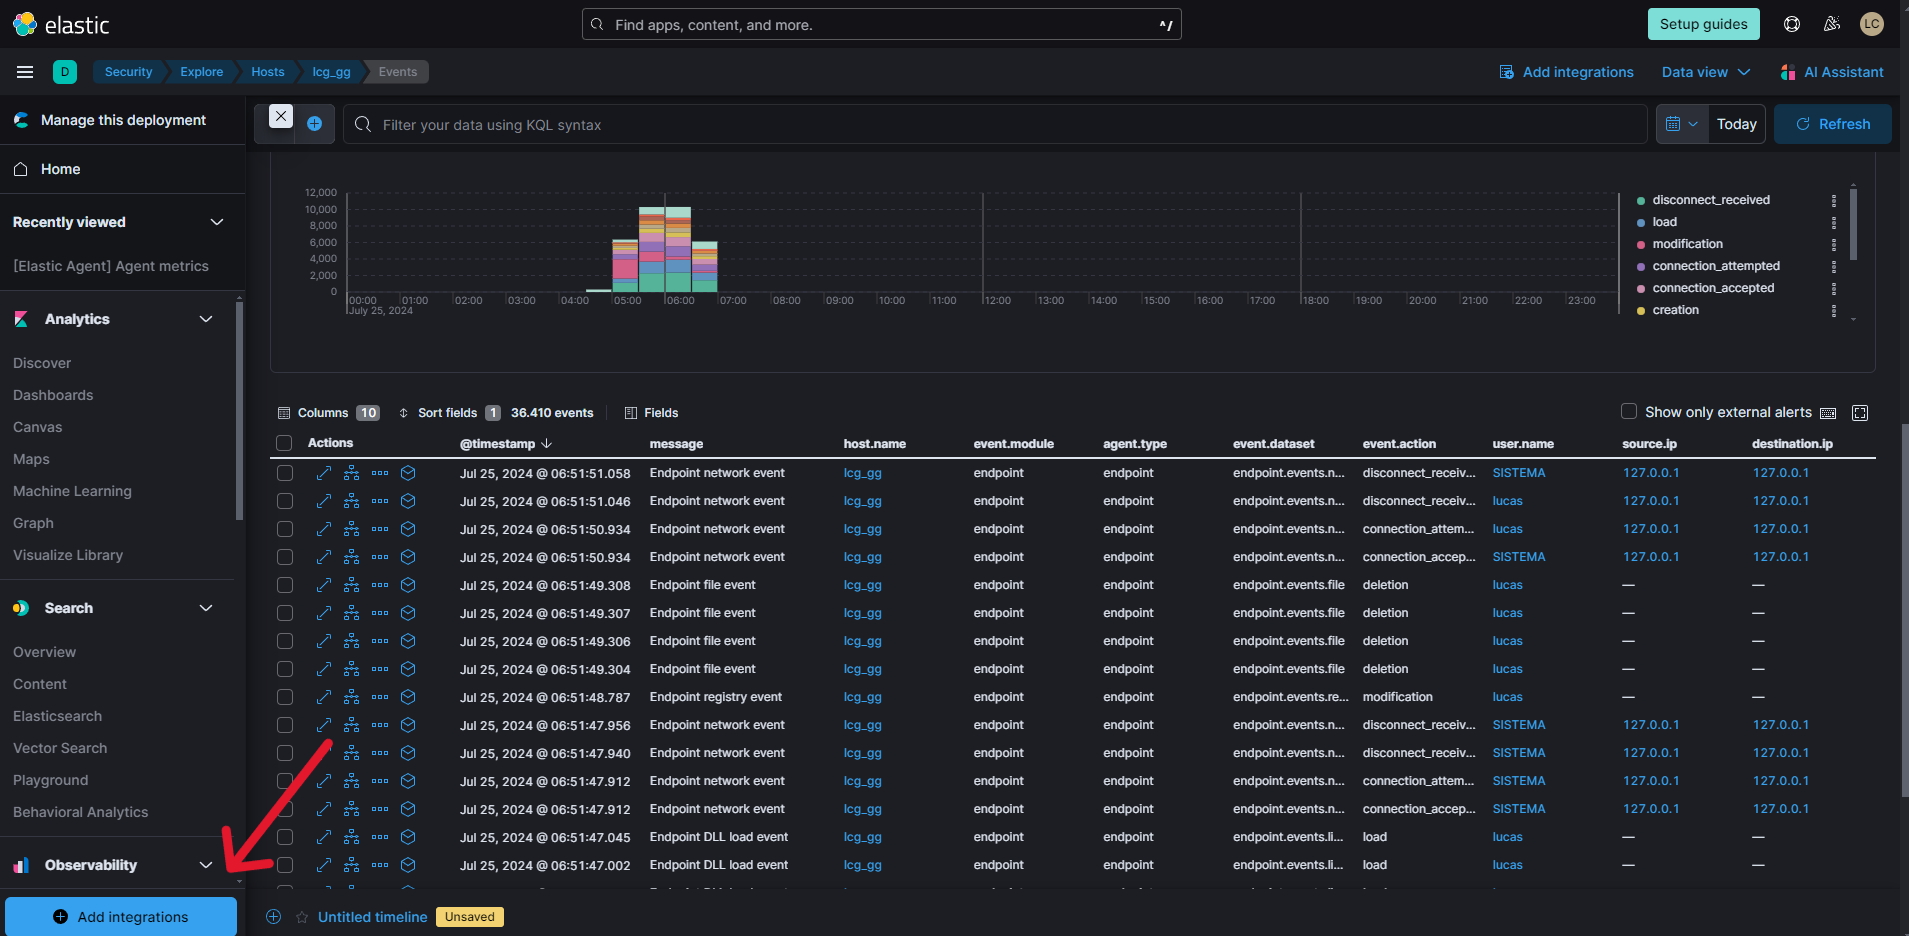 elastic
Find apps, content, and more.
^/
Setup guides
LC
D
Security
Explore
Hosts
lcg_gg
Events
Add integrations
Data view
AI Assistant
Manage this deployment
Filter your data using KQL syntax
Today
Refresh
Home
Recently viewed
[Elastic Agent] Agent metrics
Analytics
Discover
Dashboards
Canvas
Maps
Machine Learning
Graph
Visualize Library
Search
Overview
Content
Elasticsearch
Vector Search
Playground
Behavioral Analytics
Observability
Add integrations
12,000
10,000
8,000
6,000
4,000
2,000
0
00:00 01:00 02:00 03:00 04:00 05:00 06:00 07:00 08:00 09:00 10:00 11:00 12:00 13:00 14:00 15:00 16:00 17:00 18:00 19:00 20:00 21:00 22:00 23:00
July 25, 2024
disconnect_received
load
modification
connection_attempted
connection_accepted
creation
Columns 10 Sort fields 1 36.410 events Fields
Show only external alerts
Actions @timestamp message host.name event.module agent.type event.dataset event.action user.name source.ip destination.ip
Jul 25, 2024 @ 06:51:51.058 Endpoint network event lcg_gg endpoint endpoint endpoint.events.n... disconnect_receiv... SISTEMA 127.0.0.1 127.0.0.1
Jul 25, 2024 @ 06:51:51.046 Endpoint network event lcg_gg endpoint endpoint endpoint.events.n... disconnect_receiv... lucas 127.0.0.1 127.0.0.1
Jul 25, 2024 @ 06:51:50.934 Endpoint network event lcg_gg endpoint endpoint endpoint.events.n... connection_attem... lucas 127.0.0.1 127.0.0.1
Jul 25, 2024 @ 06:51:50.934 Endpoint network event lcg_gg endpoint endpoint endpoint.events.n... connection_accep... SISTEMA 127.0.0.1 127.0.0.1
Jul 25, 2024 @ 06:51:49.308 Endpoint file event lcg_gg endpoint endpoint endpoint.events.file deletion lucas — —
Jul 25, 2024 @ 06:51:49.307 Endpoint file event lcg_gg endpoint endpoint endpoint.events.file deletion lucas — —
Jul 25, 2024 @ 06:51:49.306 Endpoint file event lcg_gg endpoint endpoint endpoint.events.file deletion lucas — —
Jul 25, 2024 @ 06:51:49.304 Endpoint file event lcg_gg endpoint endpoint endpoint.events.file deletion lucas — —
Jul 25, 2024 @ 06:51:48.787 Endpoint registry event lcg_gg endpoint endpoint endpoint.events.re... modification lucas — —
Jul 25, 2024 @ 06:51:47.956 Endpoint network event lcg_gg endpoint endpoint endpoint.events.n... disconnect_receiv... SISTEMA 127.0.0.1 127.0.0.1
Jul 25, 2024 @ 06:51:47.940 Endpoint network event lcg_gg endpoint endpoint endpoint.events.n... disconnect_receiv... SISTEMA 127.0.0.1 127.0.0.1
Jul 25, 2024 @ 06:51:47.912 Endpoint network event lcg_gg endpoint endpoint endpoint.events.n... connection_attem... SISTEMA 127.0.0.1 127.0.0.1
Jul 25, 2024 @ 06:51:47.912 Endpoint network event lcg_gg endpoint endpoint endpoint.events.n... connection_accep... SISTEMA 127.0.0.1 127.0.0.1
Jul 25, 2024 @ 06:51:47.045 Endpoint DLL load event lcg_gg endpoint endpoint endpoint.events.li... load lucas — —
Jul 25, 2024 @ 06:51:47.002 Endpoint DLL load event lcg_gg endpoint endpoint endpoint.events.li... load lucas — —
Untitled timeline Unsaved